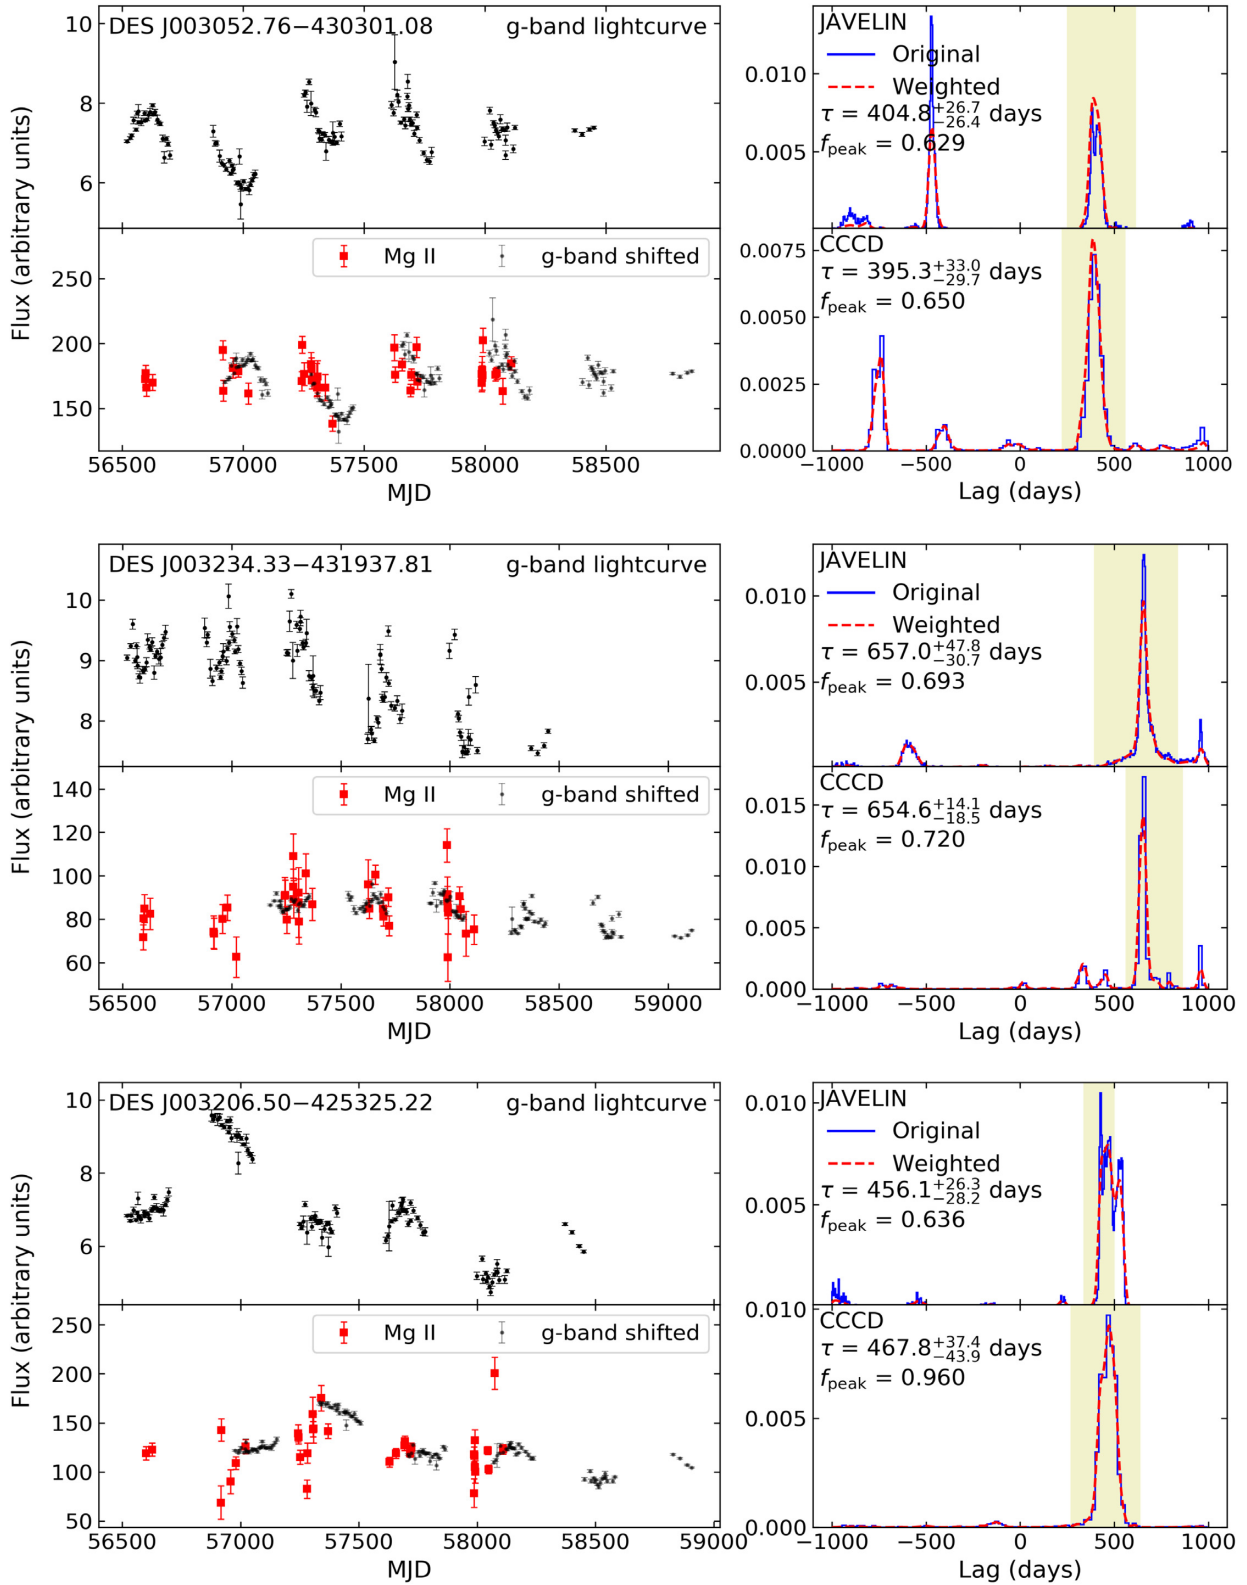 DES J003052.76−430301.08 g-band lightcurve
10
8
6
Flux (arbitrary units)
Mg II g-band shifted
250
200
150
56500 57000 57500 58000 58500
MJD
JAVELIN
Original
Weighted
τ = 404.8 +26.7 −26.4 days
f peak = 0.629
0.010
0.005
CCCD
τ = 395.3 +33.0 −29.7 days
f peak = 0.650
0.0075
0.0050
0.0025
0.0000
−1000 −500 0 500 1000
Lag (days)
DES J003234.33−431937.81 g-band lightcurve
10
9
8
Flux (arbitrary units)
Mg II g-band shifted
140
120
100
80
60
56500 57000 57500 58000 58500 59000
MJD
JAVELIN
Original
Weighted
τ = 657.0 +47.8 −30.7 days
f peak = 0.693
0.010
0.005
CCCD
τ = 654.6 +14.1 −18.5 days
f peak = 0.720
0.015
0.010
0.005
0.000
−1000 −500 0 500 1000
Lag (days)
DES J003206.50−425325.22 g-band lightcurve
10
8
6
Flux (arbitrary units)
Mg II g-band shifted
250
200
150
100
50
56500 57000 57500 58000 58500 59000
MJD
JAVELIN
Original
Weighted
τ = 456.1 +26.3 −28.2 days
f peak = 0.636
0.010
0.005
CCCD
τ = 467.8 +37.4 −43.9 days
f peak = 0.960
0.010
0.005
0.000
−1000 −500 0 500 1000
Lag (days)